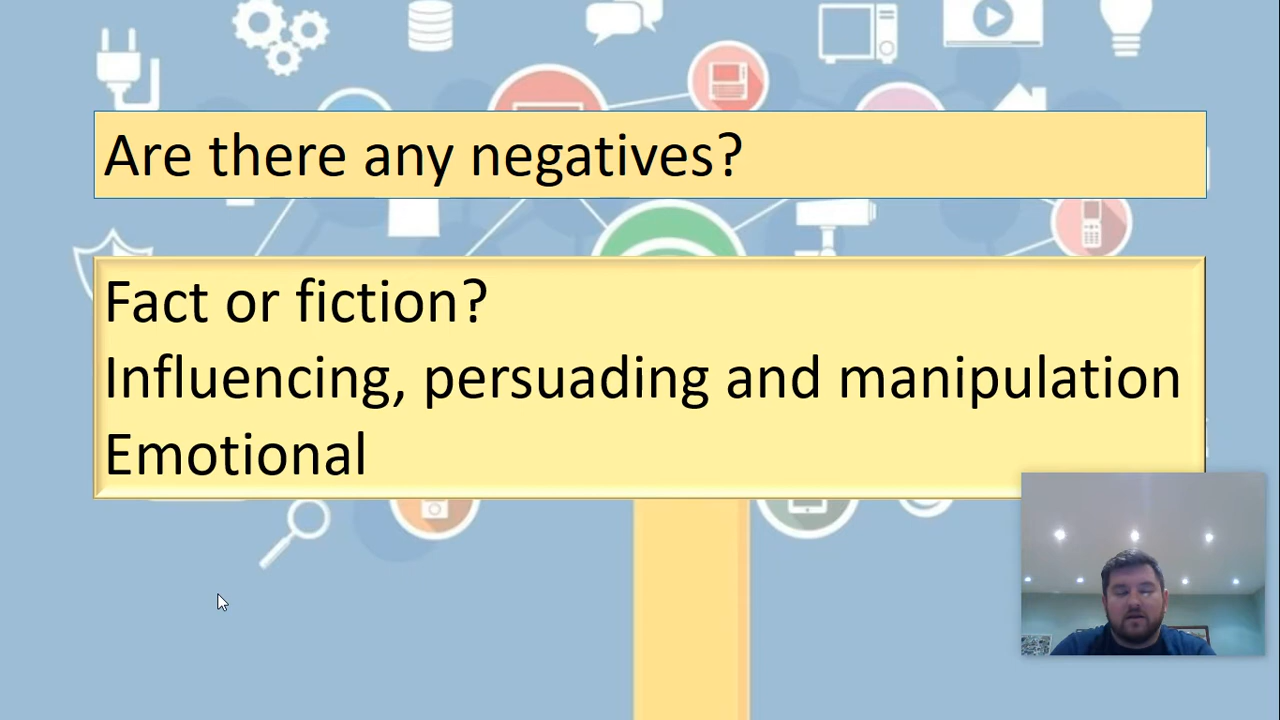 Are there any negatives?
Fact or fiction?
Influencing, persuading and manipulation
Emotional